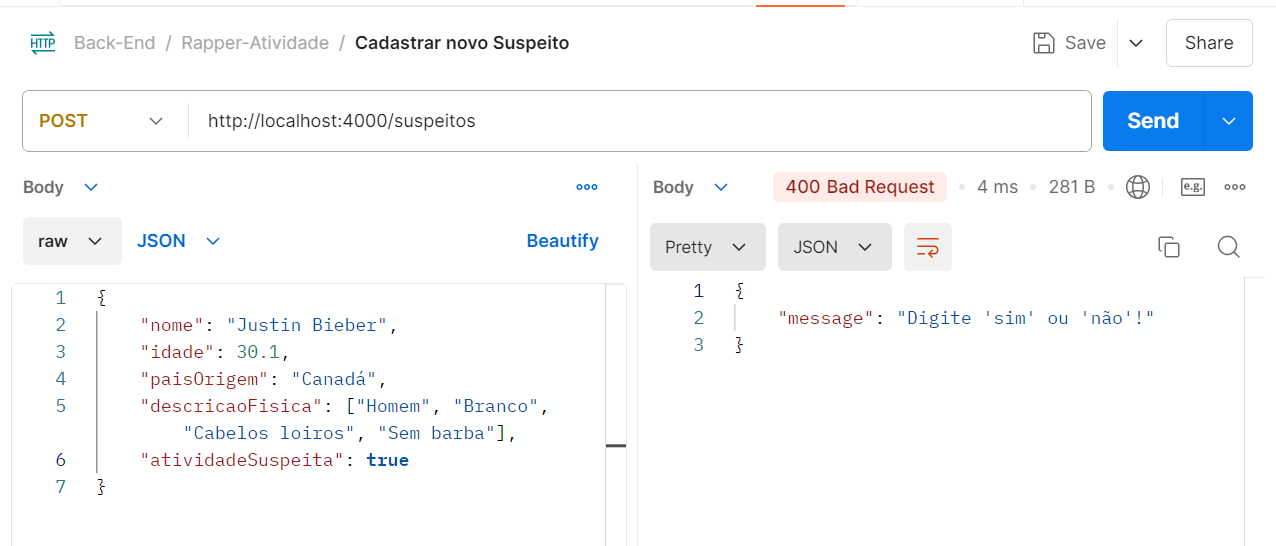 HTTP Back-End / Rapper-Atividade / Cadastrar novo Suspeito Save Share
POST http://localhost:4000/suspeitos Send
Body
raw JSON Beautify
1 {
2 "nome": "Justin Bieber",
3 "idade": 30.1,
4 "paisOrigem": "Canadá",
5 "descricaoFisica": ["Homem", "Branco",
"Cabelos loiros", "Sem barba"],
6 "atividadeSuspeita": true
7 }
Body 400 Bad Request 4 ms 281 B e.g.
Pretty JSON
1 {
2 "message": "Digite 'sim' ou 'não'!"
3 }